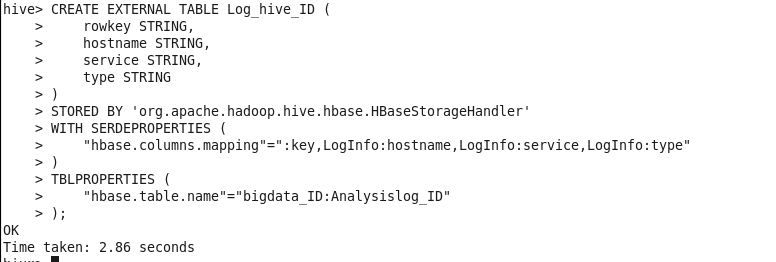 hive> CREATE EXTERNAL TABLE Log_hive_ID (
    >     rowkey STRING,
    >     hostname STRING,
    >     service STRING,
    >     type STRING
    > )
    > STORED BY 'org.apache.hadoop.hive.hbase.HBaseStorageHandler'
    > WITH SERDEPROPERTIES (
    >     "hbase.columns.mapping"=":key,LogInfo:hostname,LogInfo:service,LogInfo:type"
    > )
    > TBLPROPERTIES (
    >     "hbase.table.name"="bigdata_ID:Analysislog_ID"
    > );
OK
Time taken: 2.86 seconds